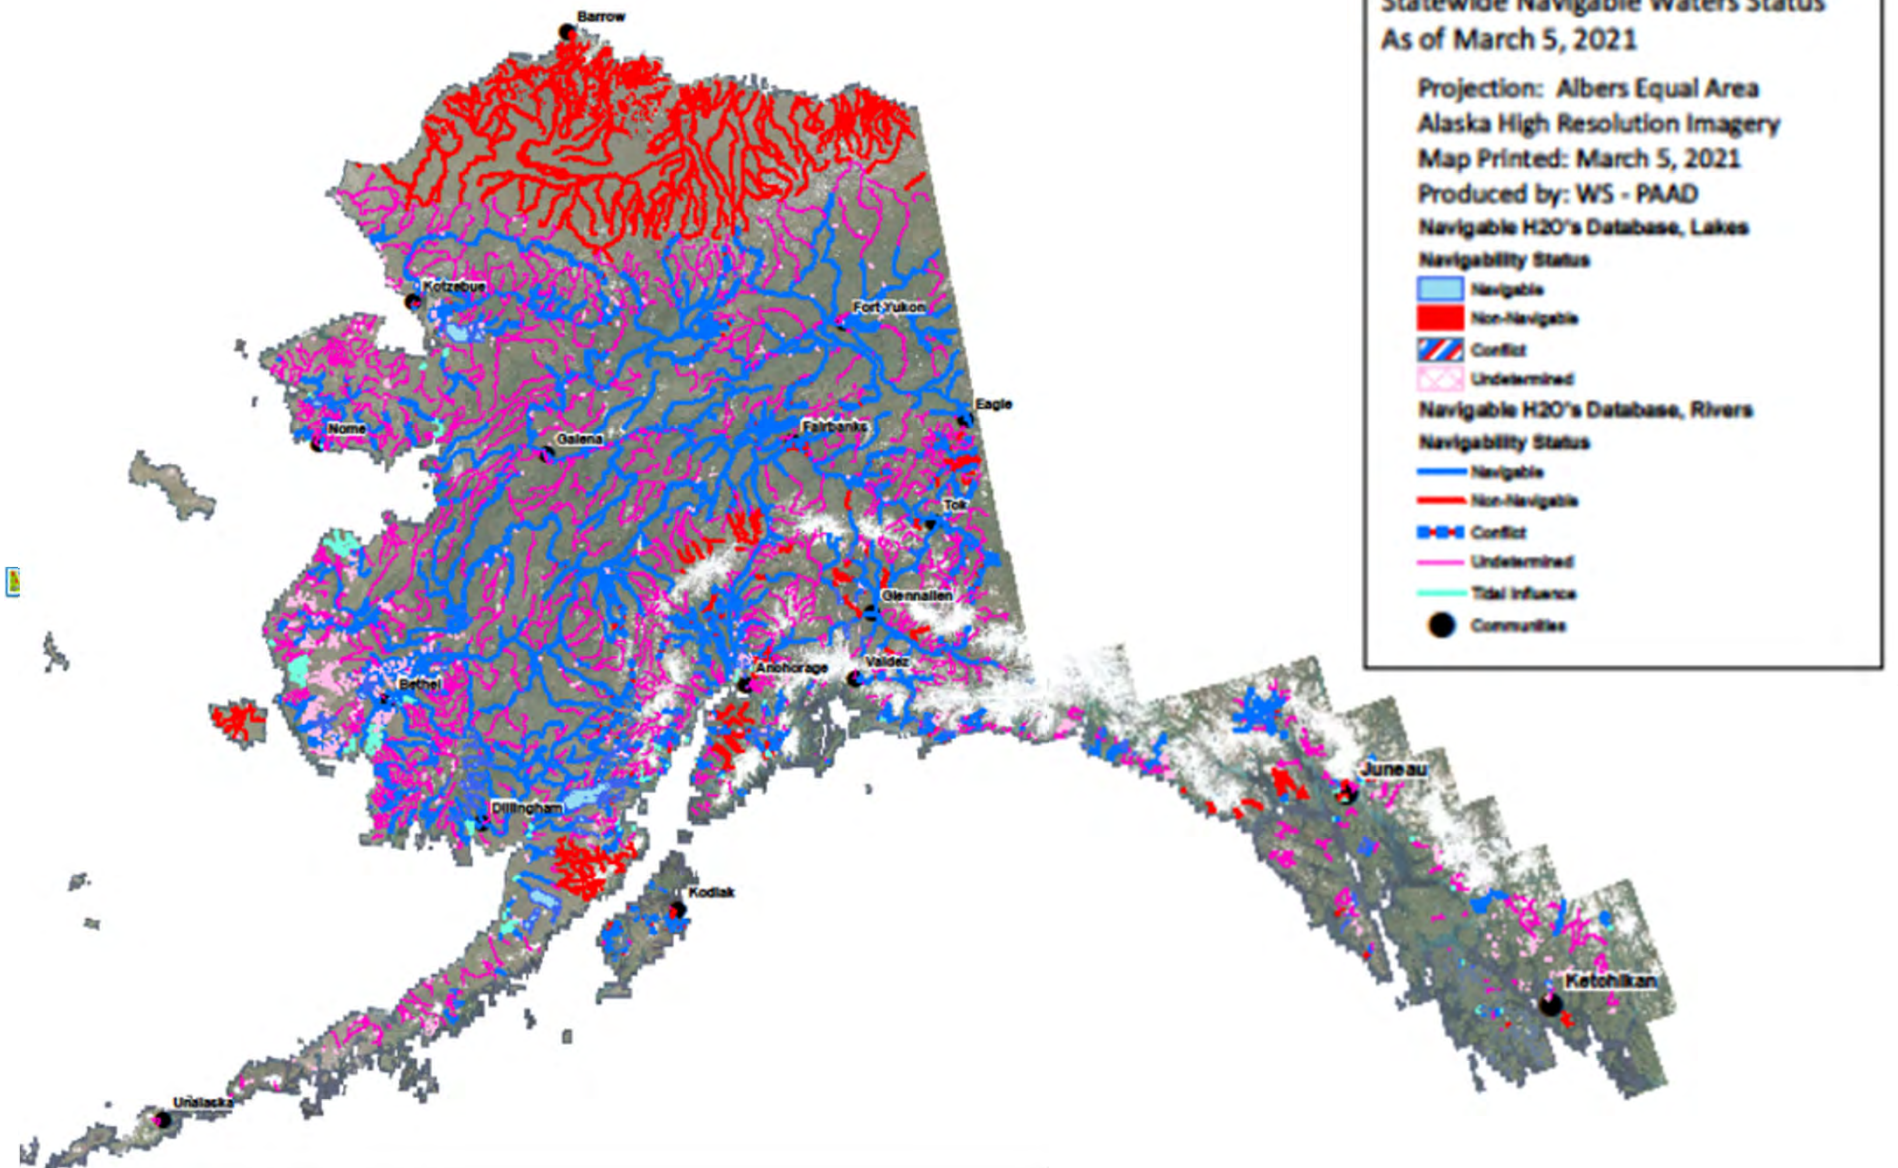 Statewide Navigable Waters Status
As of March 5, 2021
Projection: Albers Equal Area
Alaska High Resolution Imagery
Map Printed: March 5, 2021
Produced by: WS - PAAD
Navigable H2O's Database, Lakes
Navigability Status
Navigable
Non-Navigable
Conflict
Undetermined
Navigable H2O's Database, Rivers
Navigability Status
Navigable
Non-Navigable
Conflict
Undetermined
Tidal Influence
Communities
Barrow
Kotzebue
Fort Yukon
Eagle
Nome
Galena
Fairbanks
Tok
Glennallen
Anchorage
Valdez
Bethel
Juneau
Dillingham
Kodiak
Ketchikan
Unalaska